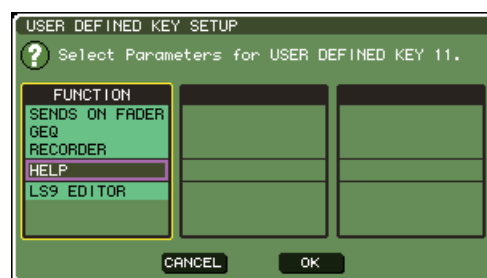 USER DEFINED KEY SETUP
? Select Parameters for USER DEFINED KEY 11.
FUNCTION
SENDS ON FADER
GEQ
RECORDER
HELP
LS9 EDITOR
CANCEL OK